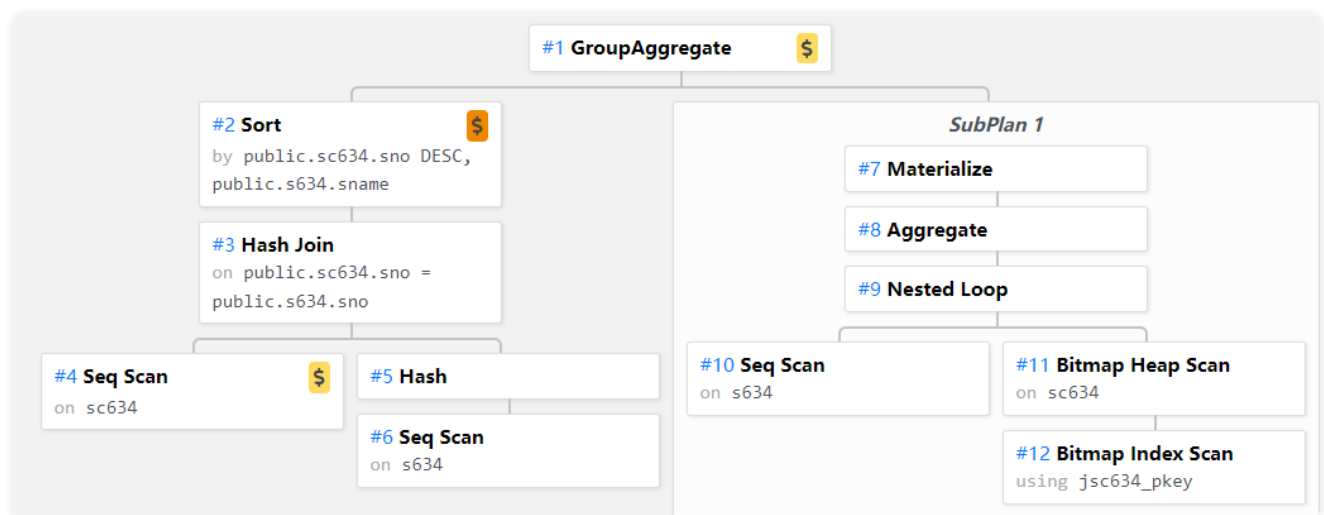 #1 GroupAggregate $
#2 Sort $
by public.sc634.sno DESC,
public.s634.sname
#3 Hash Join
on public.sc634.sno =
public.s634.sno
#4 Seq Scan $
on sc634
#5 Hash
#6 Seq Scan
on s634
SubPlan 1
#7 Materialize
#8 Aggregate
#9 Nested Loop
#10 Seq Scan
on s634
#11 Bitmap Heap Scan
on sc634
#12 Bitmap Index Scan
using jsc634_pkey